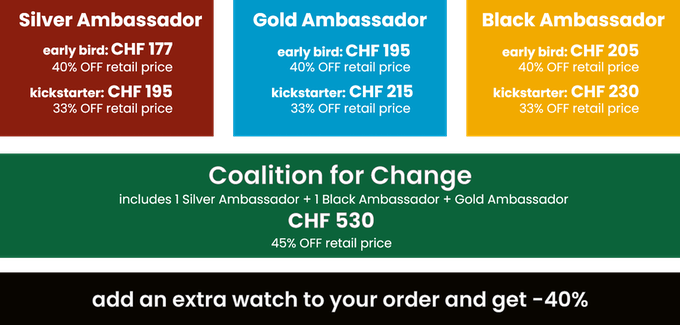 Silver Ambassador
early bird: CHF 177
40% OFF retail price
kickstarter: CHF 195
33% OFF retail price
Gold Ambassador
early bird: CHF 195
40% OFF retail price
kickstarter: CHF 215
33% OFF retail price
Black Ambassador
early bird: CHF 205
40% OFF retail price
kickstarter: CHF 230
33% OFF retail price
Coalition for Change
includes 1 Silver Ambassador + 1 Black Ambassador + Gold Ambassador
CHF 530
45% OFF retail price
add an extra watch to your order and get -40%